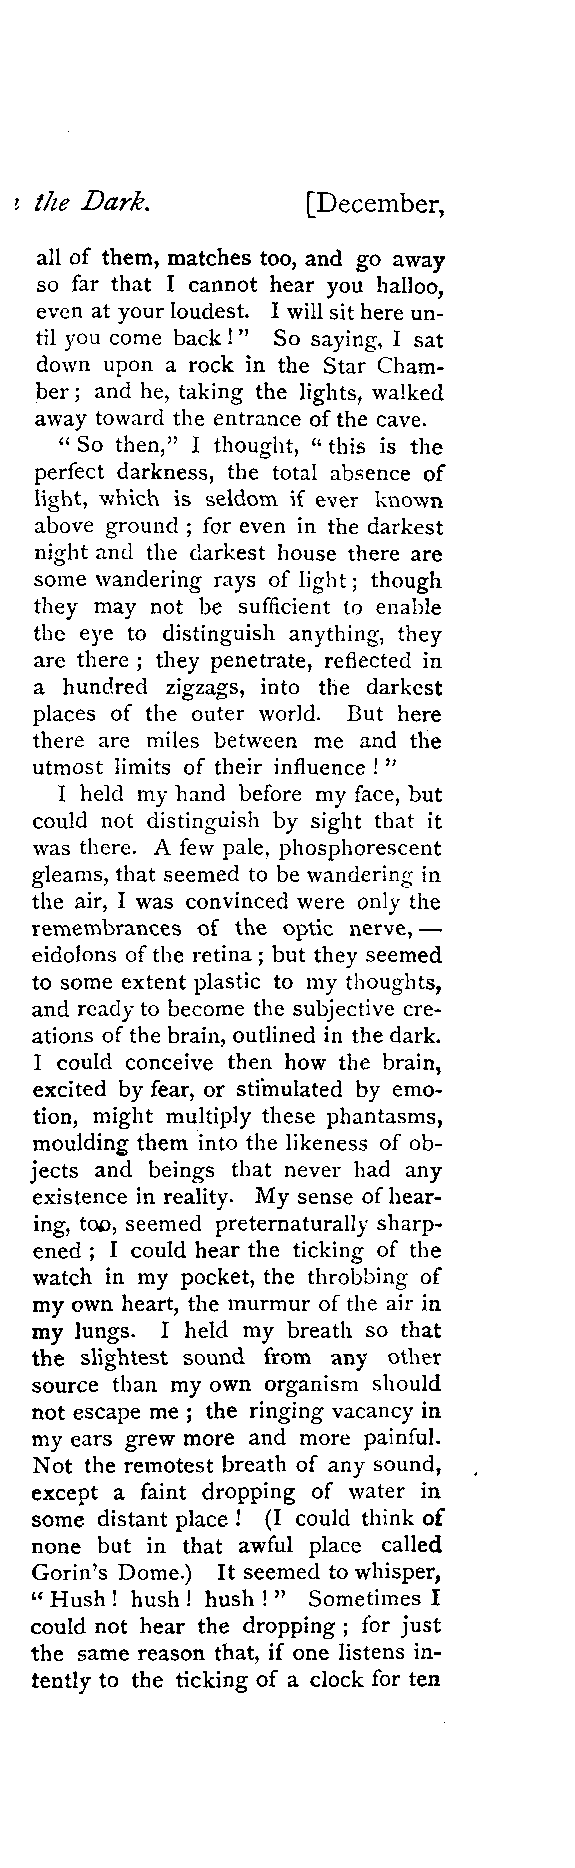 the Dark. [December,
all of them, matches too, and go away
so far that I cannot hear you halloo,
even at your loudest. I will sit here un-
til you come back!" So saying, I sat
down upon a rock in the Star Cham-
ber; and he, taking the lights, walked
away toward the entrance of the cave.
"So then," I thought, "this is the
perfect darkness, the total absence of
light, which is seldom if ever known
above ground; for even in the darkest
night and the darkest house there are
some wandering rays of light; though
they may not be sufficient to enable
the eye to distinguish anything, they
are there; they penetrate, reflected in
a hundred zigzags, into the darkest
places of the outer world. But here
there are miles between me and the
utmost limits of their influence!"
I held my hand before my face, but
could not distinguish by sight that it
was there. A few pale, phosphorescent
gleams, that seemed to be wandering in
the air, I was convinced were only the
remembrances of the optic nerve, —
eidolons of the retina; but they seemed
to some extent plastic to my thoughts,
and ready to become the subjective cre-
ations of the brain, outlined in the dark.
I could conceive then how the brain,
excited by fear, or stimulated by emo-
tion, might multiply these phantasms,
moulding them into the likeness of ob-
jects and beings that never had any
existence in reality. My sense of hear-
ing, too, seemed preternaturally sharp-
ened; I could hear the ticking of the
watch in my pocket, the throbbing of
my own heart, the murmur of the air in
my lungs. I held my breath so that
the slightest sound from any other
source than my own organism should
not escape me; the ringing vacancy in
my ears grew more and more painful.
Not the remotest breath of any sound,
except a faint dropping of water in
some distant place! (I could think of
none but in that awful place called
Gorin's Dome.) It seemed to whisper,
"Hush! hush! hush!" Sometimes I
could not hear the dropping; for just
the same reason that, if one listens in-
tently to the ticking of a clock for ten